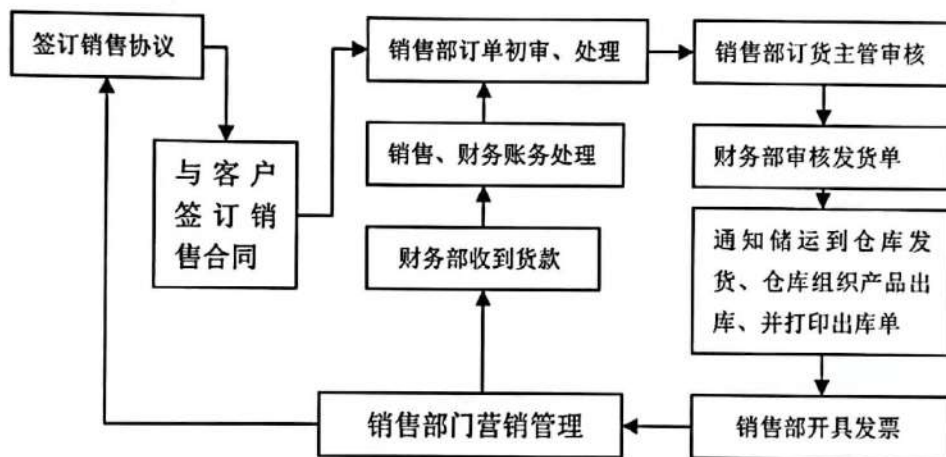 签订销售协议
销售部订单初审、处理
销售部订货主管审核
与客户
签订销
售合同
销售、财务账务处理
财务部审核发货单
财务部收到货款
通知储运到仓库发
货、仓库组织产品出
库、并打印出库单
销售部门营销管理
销售部开具发票